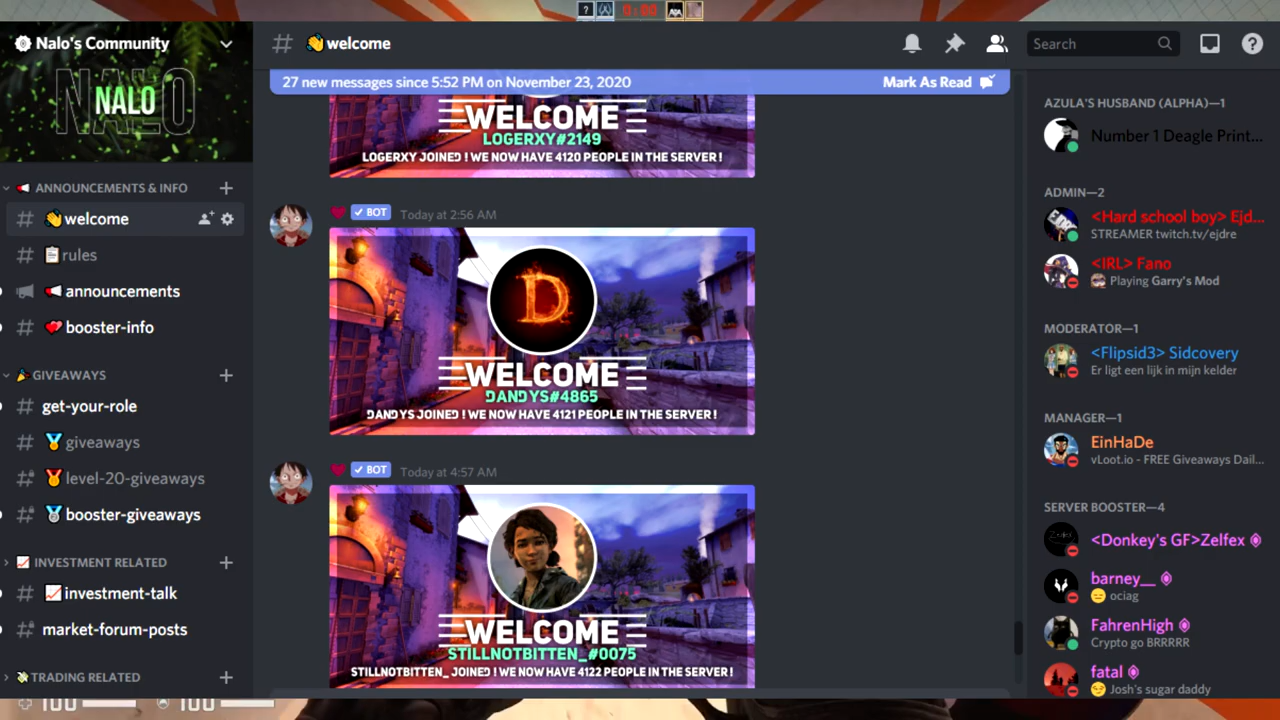 ? 0:00
Nalo's Community
NALO
welcome
Search
27 new messages since 5:52 PM on November 23, 2020
Mark As Read
ANNOUNCEMENTS & INFO
welcome
rules
announcements
booster-info
GIVEAWAYS
get-your-role
giveaways
level-20-giveaways
booster-giveaways
INVESTMENT RELATED
investment-talk
market-forum-posts
TRADING RELATED
WELCOME
LOGERXY#2149
LOGERXY JOINED ! WE NOW HAVE 4120 PEOPLE IN THE SERVER !
BOT Today at 2:56 AM
D
WELCOME
DANDYS#4865
DANDYS JOINED ! WE NOW HAVE 4121 PEOPLE IN THE SERVER !
BOT Today at 4:57 AM
WELCOME
STILLNOTBITTEN_#0075
STILLNOTBITTEN_ JOINED ! WE NOW HAVE 4122 PEOPLE IN THE SERVER !
AZULA'S HUSBAND (ALPHA)—1
Number 1 Deagle Print...
ADMIN—2
<Hard school boy> Ejd...
STREAMER twitch.tv/ejdre
<IRL> Fano
Playing Garry's Mod
MODERATOR—1
<Flipsid3> Sidcovery
Er ligt een lijk in mijn kelder
MANAGER—1
EinHaDe
vLoot.io - FREE Giveaways Dail...
SERVER BOOSTER—4
<Donkey's GF>Zelfex
barney__
ociag
FahrenHigh
Crypto go BRRRRR
fatal
Josh's sugar daddy
100 100